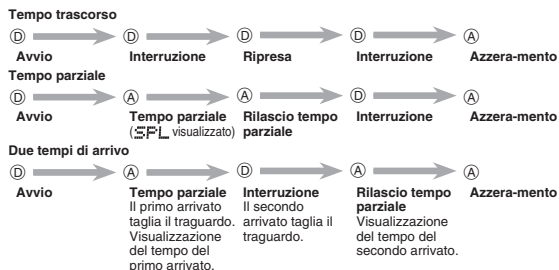 Tempo trascorso
Ⓓ Ⓓ Ⓓ Ⓓ Ⓐ
Avvio Interruzione Ripresa Interruzione Azzera-mento
Tempo parziale
Ⓓ Ⓐ Ⓐ Ⓓ Ⓐ
Avvio Tempo parziale Rilascio tempo Interruzione Azzera-mento
(SPL visualizzato) parziale
Due tempi di arrivo
Ⓓ Ⓐ Ⓓ Ⓐ Ⓐ
Avvio Tempo parziale Interruzione Rilascio tempo Azzera-mento
Il primo arrivato Il secondo parziale
taglia il traguardo. arrivato taglia il Visualizzazione
Visualizzazione traguardo. del tempo del
del tempo del secondo arrivato.
primo arrivato.